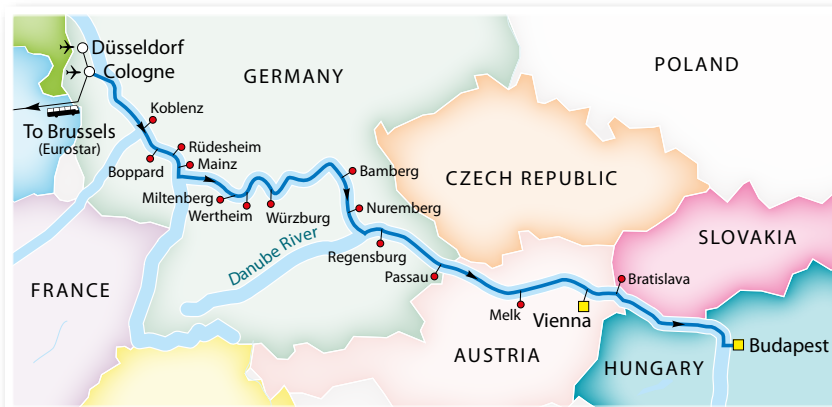 Düsseldorf
Cologne
GERMANY
POLAND
Koblenz
To Brussels
(Eurostar)
Rüdesheim
Mainz
Boppard
Bamberg
CZECH REPUBLIC
Miltenberg
Wertheim
Würzburg
Nuremberg
SLOVAKIA
Danube River
Regensburg
Passau
Bratislava
FRANCE
Melk
Vienna
AUSTRIA
HUNGARY
Budapest